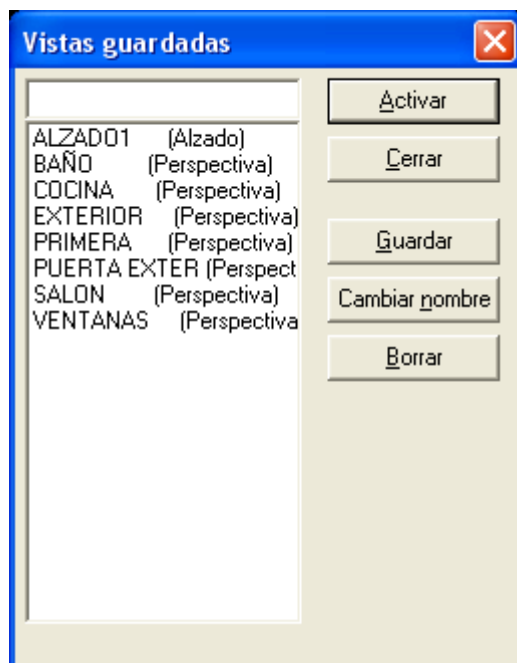 Vistas guardadas
Activar
Cerrar
Guardar
Cambiar nombre
Borrar
ALZADO1 (Alzado)
BAÑO (Perspectiva)
COCINA (Perspectiva)
EXTERIOR (Perspectiva)
PRIMERA (Perspectiva)
PUERTA EXTER (Perspect
SALON (Perspectiva)
VENTANAS (Perspectiva